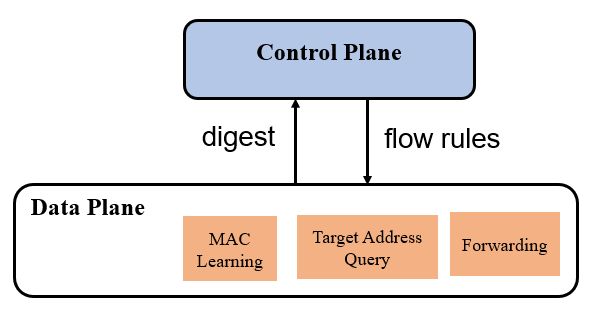 Control Plane
digest
flow rules
Data Plane
MAC
Learning
Target Address
Query
Forwarding